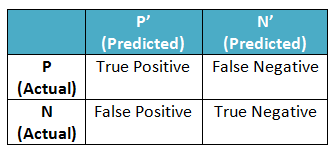 P’ N’
(Predicted) (Predicted)
P
(Actual) True Positive False Negative
N
(Actual) False Positive True Negative